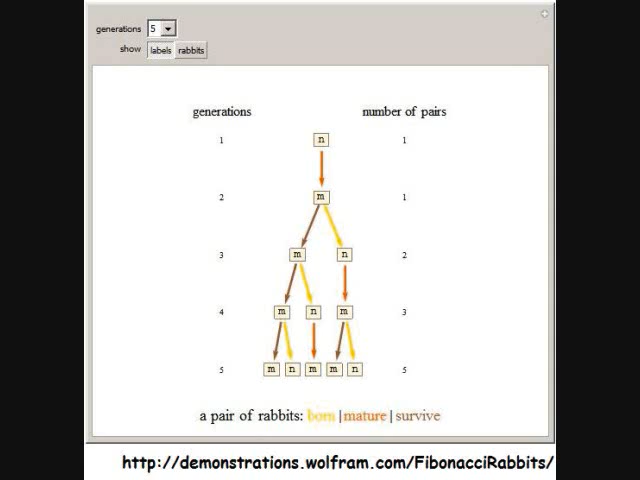 generations 5
show labels rabbits
generations number of pairs
1 n 1
2 m 1
3 m n 2
4 m n m 3
5 m n m m n 5
a pair of rabbits: born | mature | survive
http://demonstrations.wolfram.com/FibonacciRabbits/